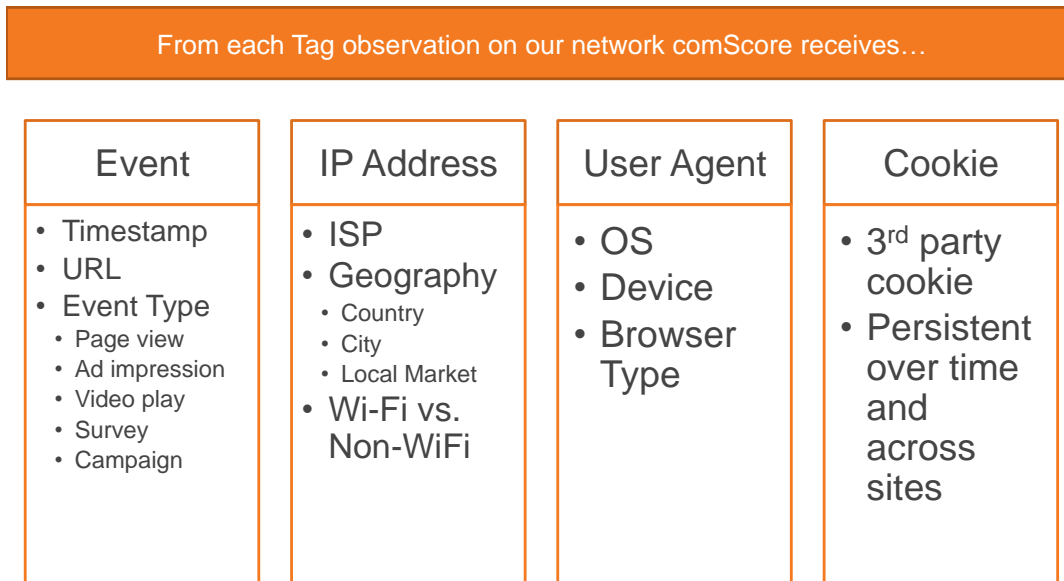 From each Tag observation on our network comScore receives…
Event
• Timestamp
• URL
• Event Type
• Page view
• Ad impression
• Video play
• Survey
• Campaign
IP Address
• ISP
• Geography
• Country
• City
• Local Market
• Wi-Fi vs.
Non-WiFi
User Agent
• OS
• Device
• Browser
Type
Cookie
• 3rd party
cookie
• Persistent
over time
and
across
sites